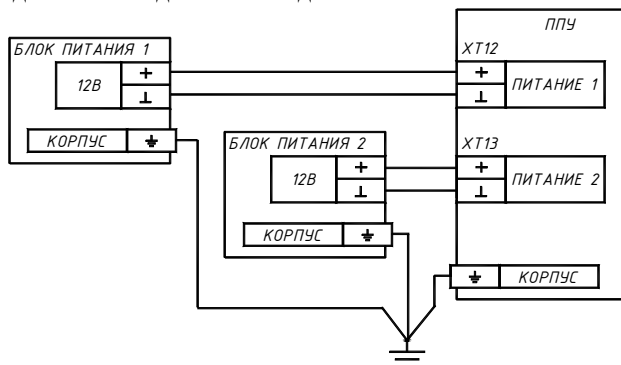 ППУ
БЛОК ПИТАНИЯ 1
XT12
12В
+
ПИТАНИЕ 1
+
КОРПУС
БЛОК ПИТАНИЯ 2
XT13
12В
+
ПИТАНИЕ 2
+
КОРПУС
КОРПУС